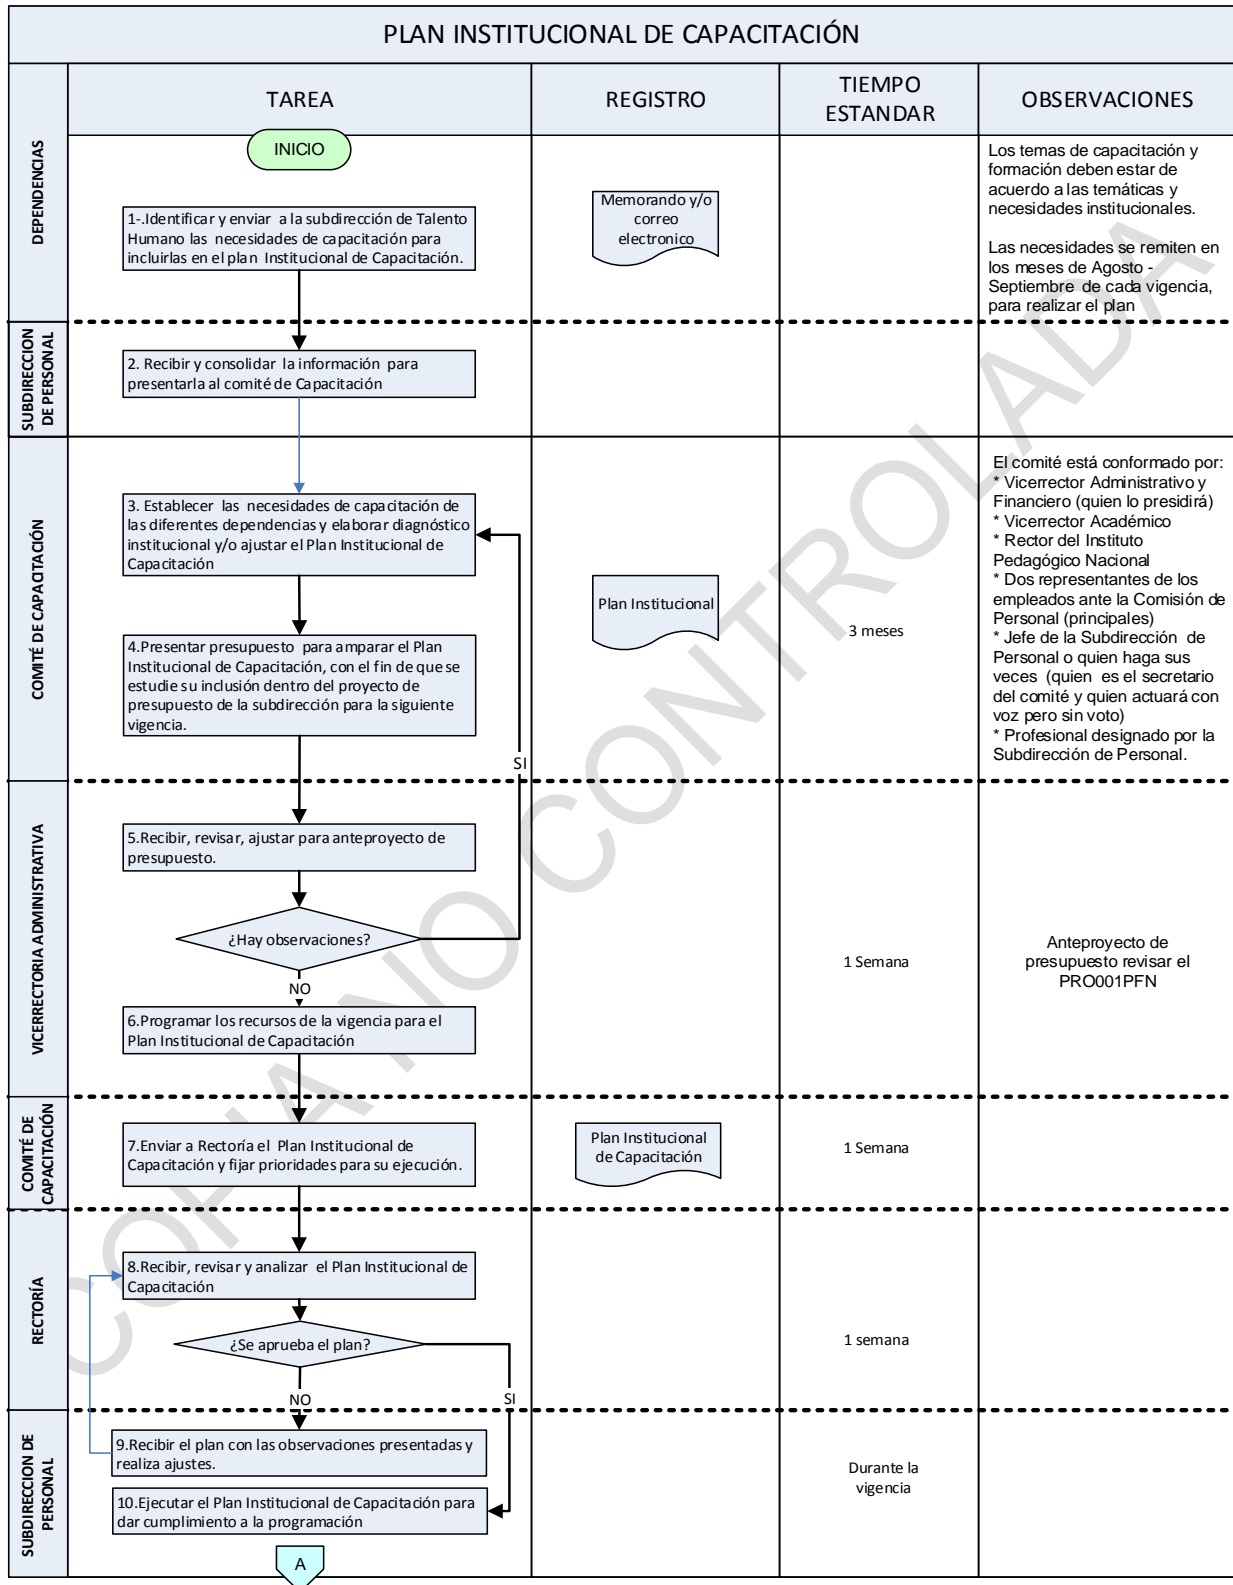 PLAN INSTITUCIONAL DE CAPACITACIÓN
TAREA
REGISTRO
TIEMPO
ESTANDAR
OBSERVACIONES
DEPENDENCIAS
INICIO
1-.Identificar y enviar a la subdirección de Talento
Humano las necesidades de capacitación para
incluirlas en el plan Institucional de Capacitación.
Memorando y/o
correo
electronico
Los temas de capacitación y
formación deben estar de
acuerdo a las temáticas y
necesidades institucionales.
Las necesidades se remiten en
los meses de Agosto -
Septiembre de cada vigencia,
para realizar el plan
SUBDIRECCION
DE PERSONAL
2. Recibir y consolidar la información para
presentarla al comité de Capacitación
COMITÉ DE CAPACITACIÓN
3. Establecer las necesidades de capacitación de
las diferentes dependencias y elaborar diagnóstico
institucional y/o ajustar el Plan Institucional de
Capacitación
4.Presentar presupuesto para amparar el Plan
Institucional de Capacitación, con el fin de que se
estudie su inclusión dentro del proyecto de
presupuesto de la subdirección para la siguiente
vigencia.
SI
Plan Institucional
3 meses
El comité está conformado por:
* Vicerrector Administrativo y
Financiero (quien lo presidirá)
* Vicerrector Académico
* Rector del Instituto
Pedagógico Nacional
* Dos representantes de los
empleados ante la Comisión de
Personal (principales)
* Jefe de la Subdirección de
Personal o quien haga sus
veces (quien es el secretario
del comité y quien actuará con
voz pero sin voto)
* Profesional designado por la
Subdirección de Personal.
VICERRECTORIA ADMINISTRATIVA
5.Recibir, revisar, ajustar para anteproyecto de
presupuesto.
¿Hay observaciones?
NO
6.Programar los recursos de la vigencia para el
Plan Institucional de Capacitación
1 Semana
Anteproyecto de
presupuesto revisar el
PRO001PFN
COMITÉ DE
CAPACITACIÓN
7.Enviar a Rectoría el Plan Institucional de
Capacitación y fijar prioridades para su ejecución.
Plan Institucional
de Capacitación
1 Semana
RECTORÍA
8.Recibir, revisar y analizar el Plan Institucional de
Capacitación
¿Se aprueba el plan?
NO
SI
1 semana
SUBDIRECCION DE
PERSONAL
9.Recibir el plan con las observaciones presentadas y
realiza ajustes.
10.Ejecutar el Plan Institucional de Capacitación para
dar cumplimiento a la programación
Durante la
vigencia
A
COPIA NO CONTROLADA